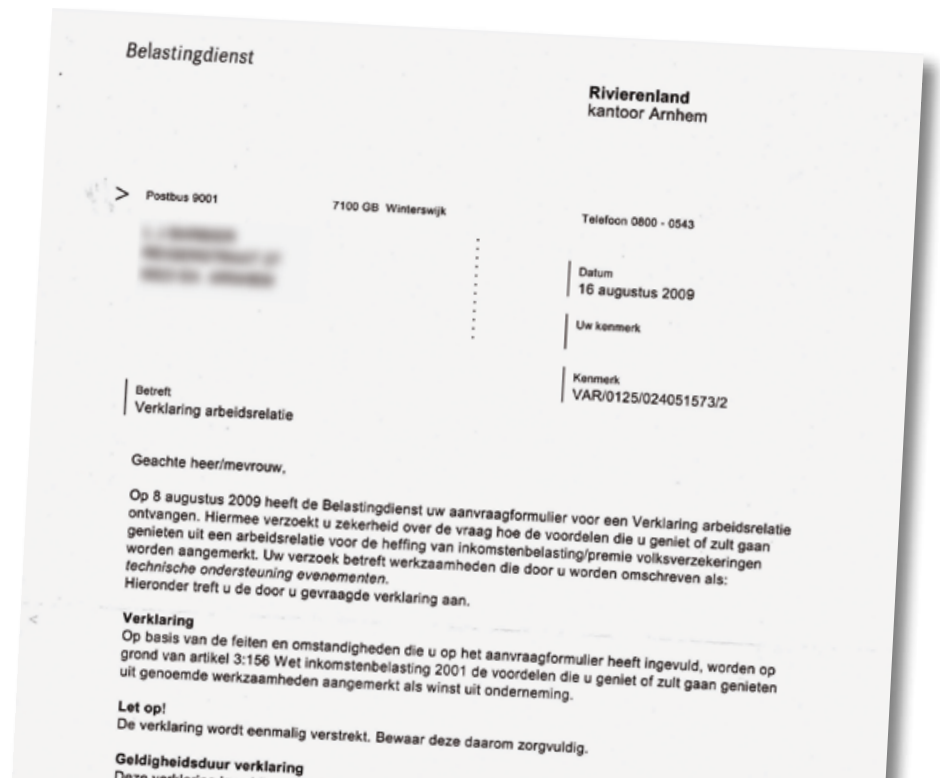 Belastingdienst
Rivierenland
kantoor Arnhem
> Postbus 9001
7100 GB Winterswijk
Telefoon 0800 - 0543
Datum
16 augustus 2009
Uw kenmerk
Kenmerk
VAR/0125/024051573/2
Betreft
Verklaring arbeidsrelatie
Geachte heer/mevrouw,
Op 8 augustus 2009 heeft de Belastingdienst uw aanvraagformulier voor een Verklaring arbeidsrelatie
ontvangen. Hiermee verzoekt u zekerheid over de vraag hoe de voordelen die u geniet of zult gaan
genieten uit een arbeidsrelatie voor de heffing van inkomstenbelasting/premie volksverzekeringen
worden aangemerkt. Uw verzoek betreft werkzaamheden die door u worden omschreven als:
technische ondersteuning evenementen.
Hieronder treft u de door u gevraagde verklaring aan.
Verklaring
Op basis van de feiten en omstandigheden die u op het aanvraagformulier heeft ingevuld, worden op
grond van artikel 3:156 Wet inkomstenbelasting 2001 de voordelen die u geniet of zult gaan genieten
uit genoemde werkzaamheden aangemerkt als winst uit onderneming.
Let op!
De verklaring wordt eenmalig verstrekt. Bewaar deze daarom zorgvuldig.
Geldigheidsduur verklaring
Deze verklaring